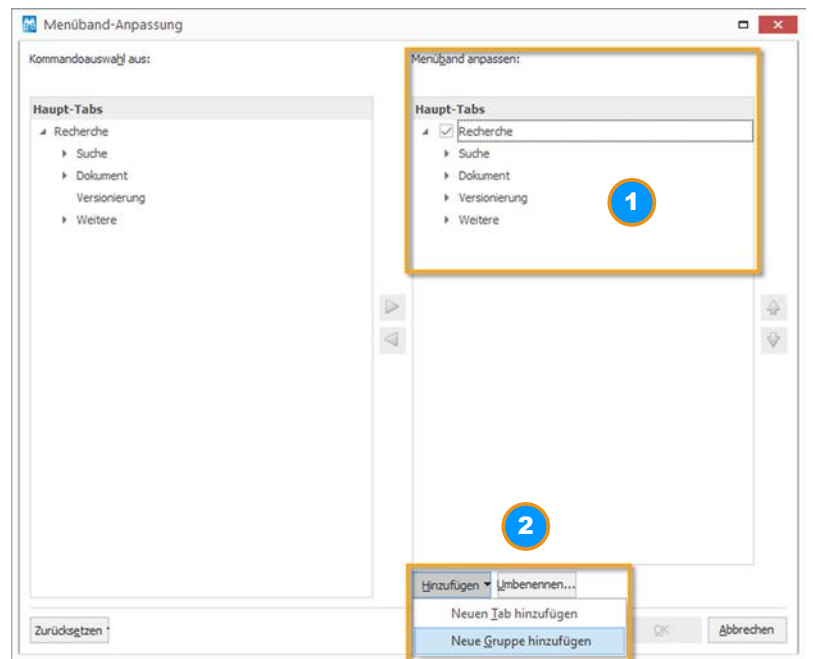 Menüband-Anpassung
Kommandoauswahl aus:
Haupt-Tabs
Recherche
Suche
Dokument
Versionierung
Weitere
Menüband anpassen:
Haupt-Tabs
Recherche
Suche
Dokument
Versionierung
Weitere
1
2
Hinzufügen
Umbenennen...
Neuen Tab hinzufügen
Neue Gruppe hinzufügen
Zurücksetzen
OK
Abbrechen